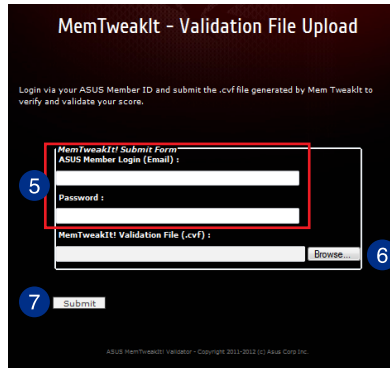 MemTweakIt - Validation File Upload
Login via your ASUS Member ID and submit the .cvf file generated by Mem TweakIt to
verify and validate your score.
MemTweakIt! Submit Form
ASUS Member Login (Email) :
5
Password :
MemTweakIt! Validation File (.cvf) :
Browse...
6
7
Submit
ASUS MemTweakIt! Validator - Copyright 2011-2012 (c) Asus Corp Inc.